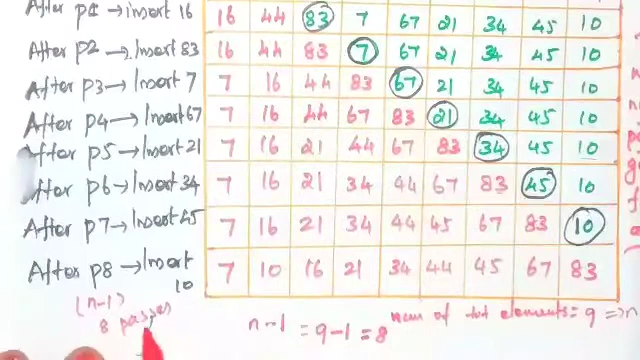 After p1 → Insert 16 16 44 83 7 67 21 34 45 10
After p2 → Insert 83 16 44 83 7 67 21 34 45 10
After p3 → Insert 7 7 16 44 83 67 21 34 45 10
After p4 → Insert 67 7 16 44 67 83 21 34 45 10
After p5 → Insert 21 7 16 21 44 67 83 34 45 10
After p6 → Insert 34 7 16 21 34 44 67 83 45 10
After p7 → Insert 45 7 16 21 34 44 45 67 83 10
After p8 → Insert 10 7 10 16 21 34 44 45 67 83
(n-1)
8 passes
n-1 = 9-1 = 8
num of tot elements = 9 => n